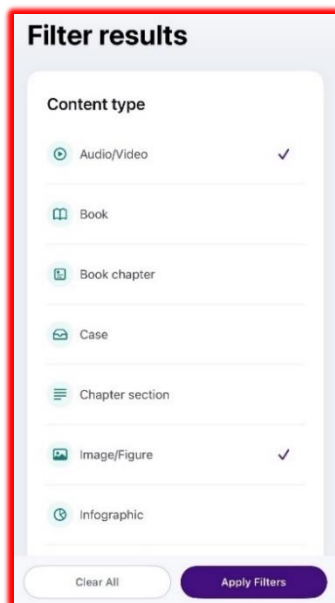 Filter results
Content type
Audio/Video
Book
Book chapter
Case
Chapter section
Image/Figure
Infographic
Clear All
Apply Filters